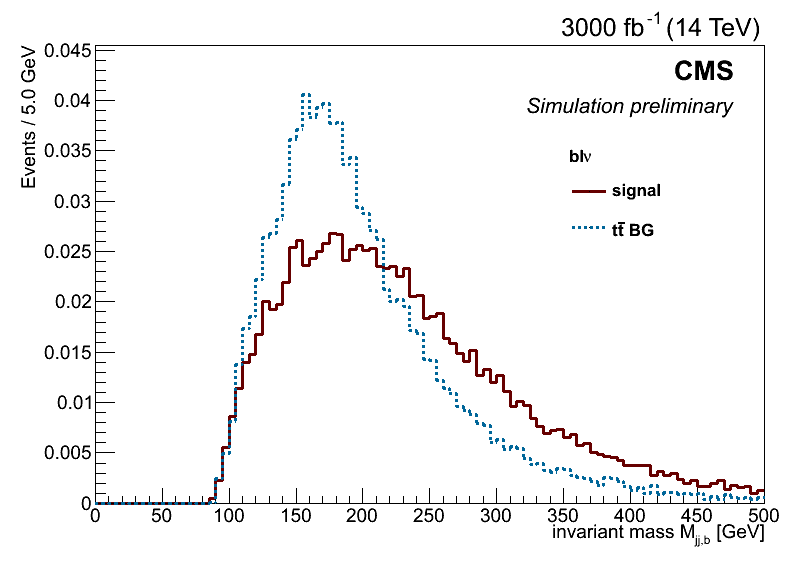 3000 fb⁻¹ (14 TeV)
CMS
Simulation preliminary
blν
signal
tt̄ BG
Events / 5.0 GeV
0.045
0.04
0.035
0.03
0.025
0.02
0.015
0.01
0.005
0
0 50 100 150 200 250 300 350 400 450 500
invariant mass M_jj,b [GeV]